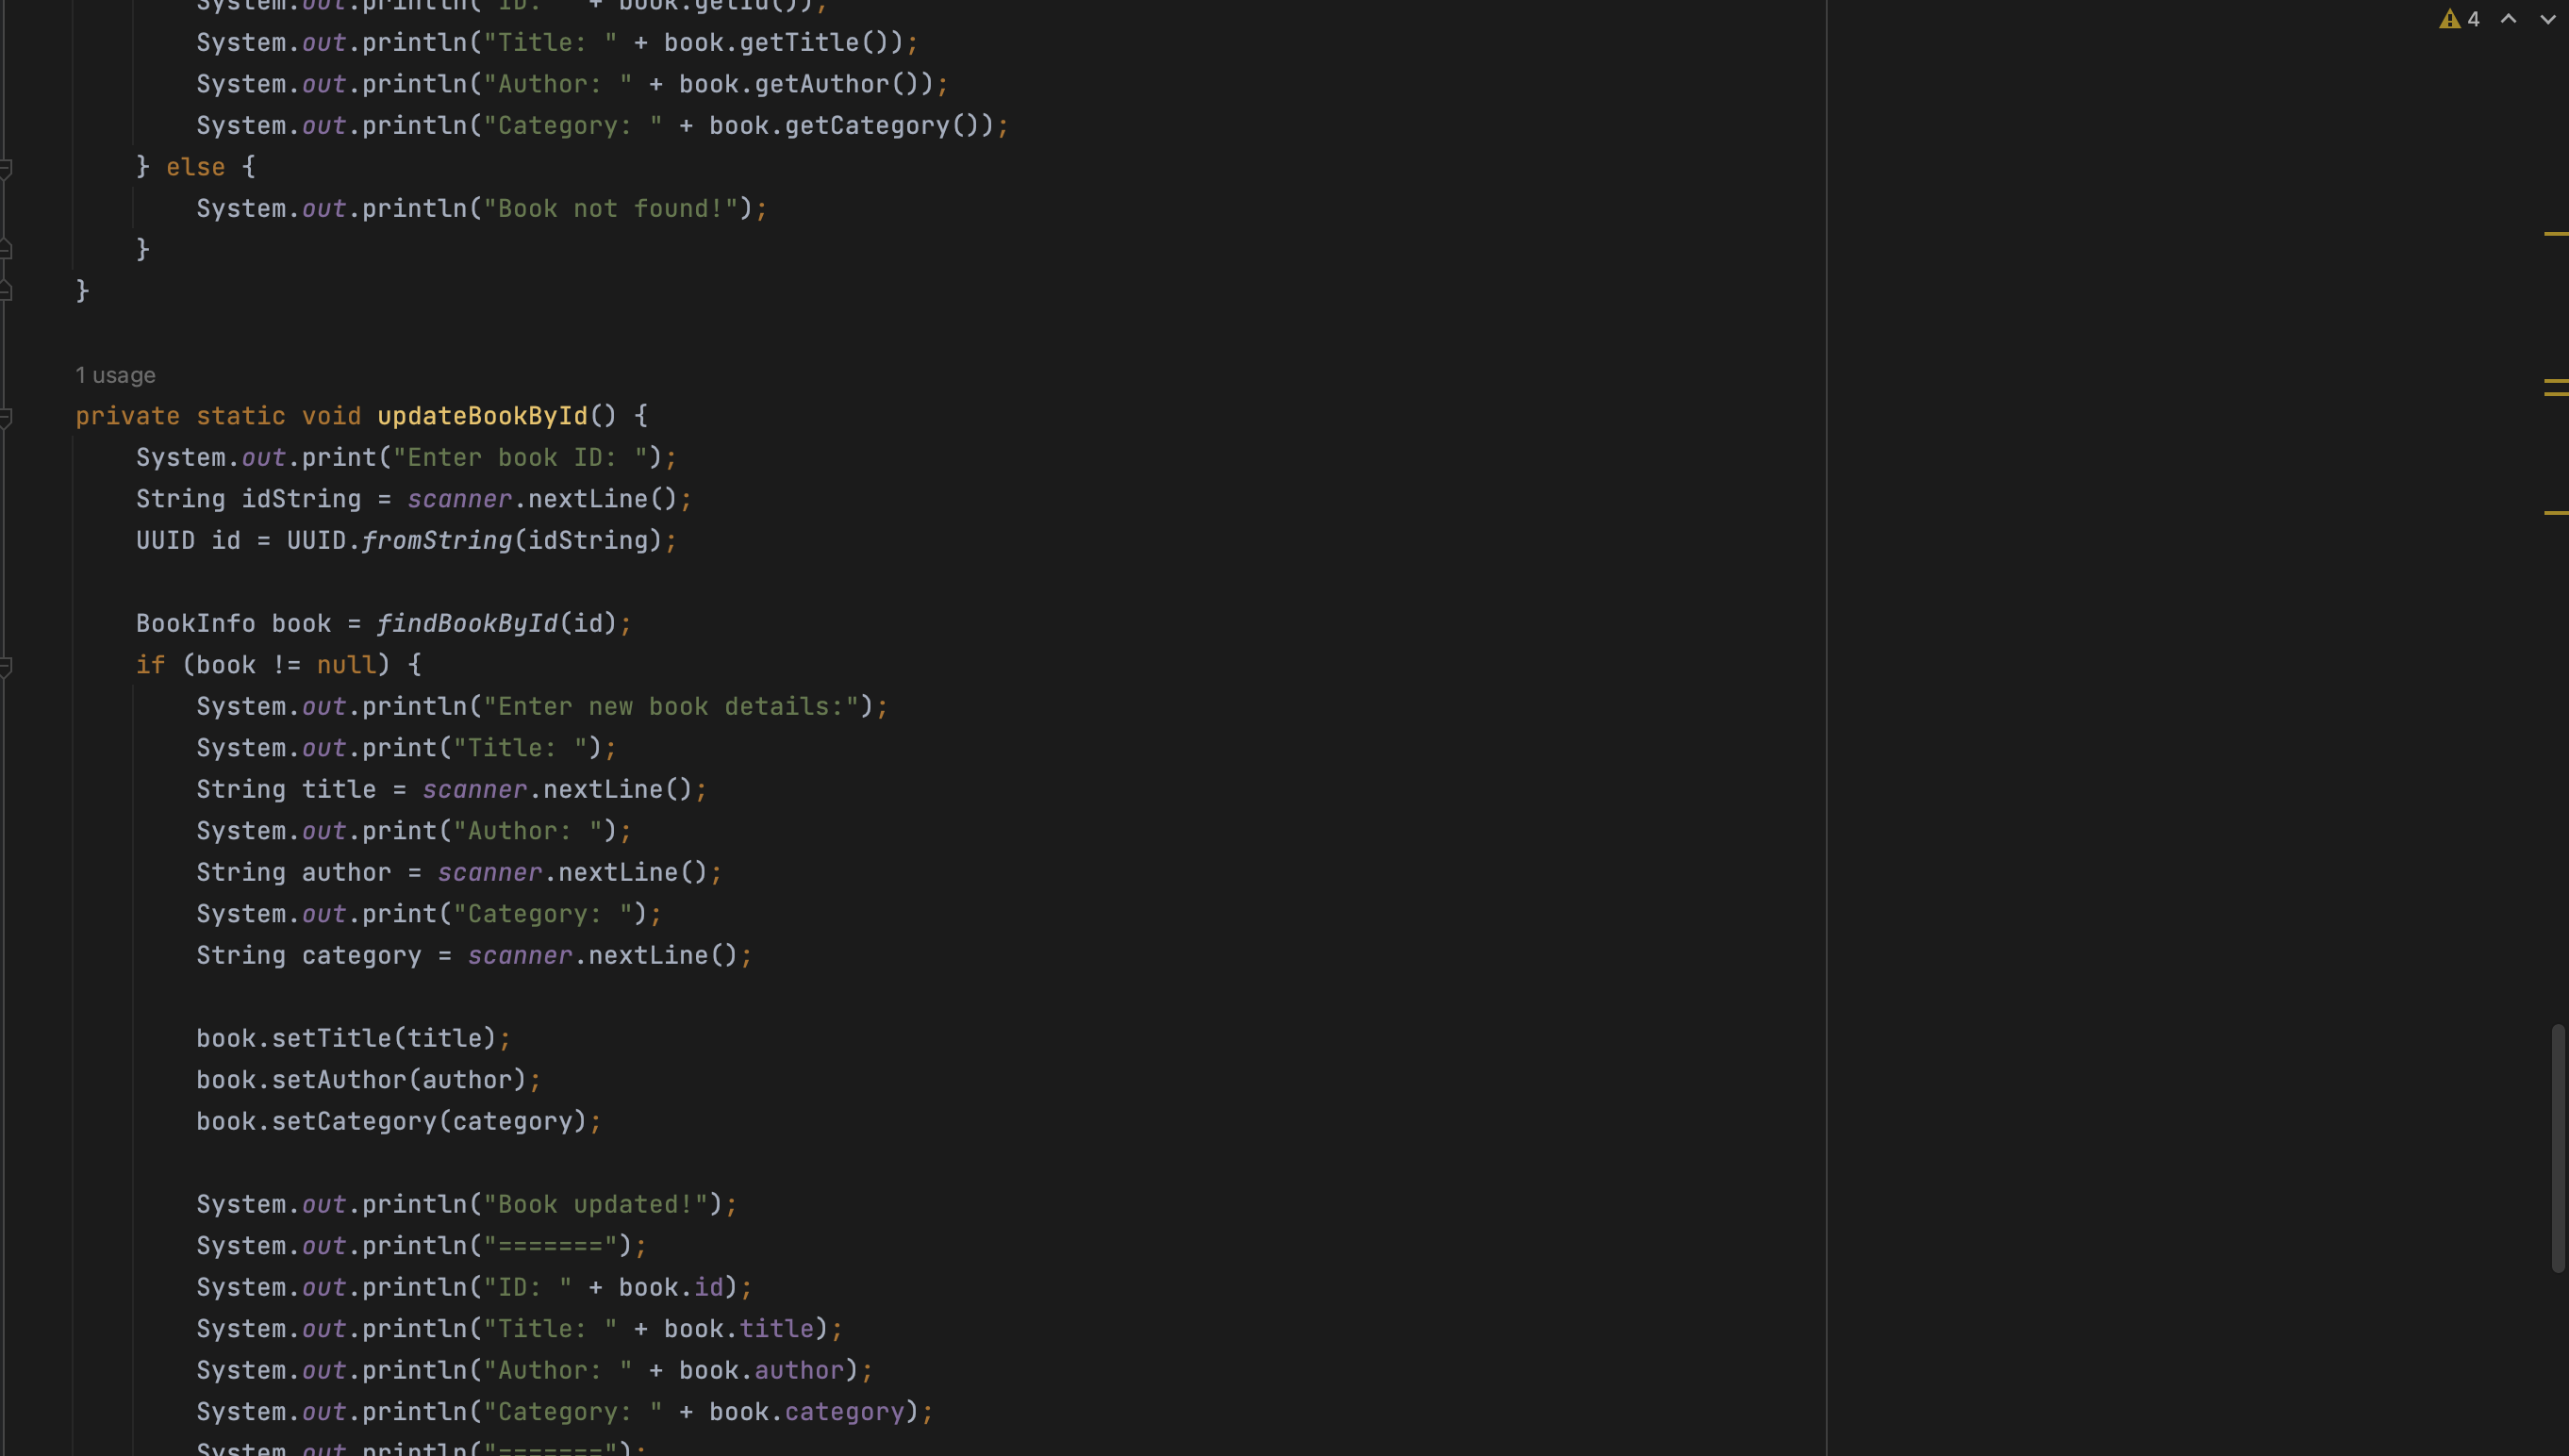 System.out.println("ID: " + book.getId());
4
System.out.println("Title: " + book.getTitle());
System.out.println("Author: " + book.getAuthor());
System.out.println("Category: " + book.getCategory());
} else {
System.out.println("Book not found!");
}
}
1 usage
private static void updateBookById() {
System.out.print("Enter book ID: ");
String idString = scanner.nextLine();
UUID id = UUID.fromString(idString);
BookInfo book = findBookById(id);
if (book != null) {
System.out.println("Enter new book details:");
System.out.print("Title: ");
String title = scanner.nextLine();
System.out.print("Author: ");
String author = scanner.nextLine();
System.out.print("Category: ");
String category = scanner.nextLine();
book.setTitle(title);
book.setAuthor(author);
book.setCategory(category);
System.out.println("Book updated!");
System.out.println("=======");
System.out.println("ID: " + book.id);
System.out.println("Title: " + book.title);
System.out.println("Author: " + book.author);
System.out.println("Category: " + book.category);
System.out.println("=======");